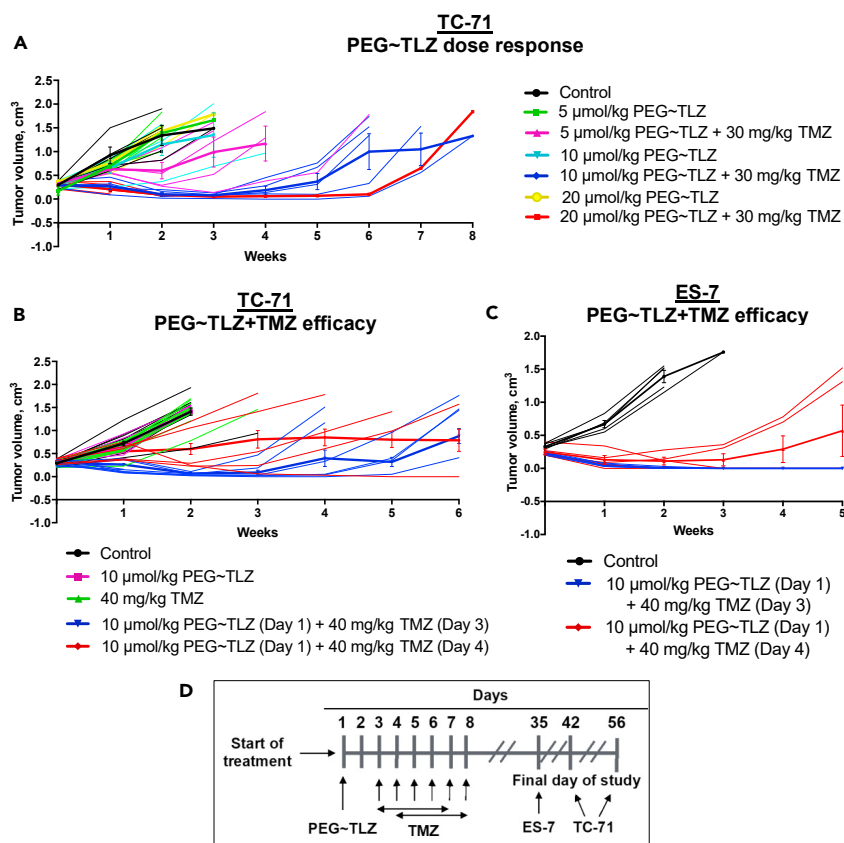 TC-71
PEG~TLZ dose response
A
Tumor volume, cm3
2.5
2.0
1.5
1.0
0.5
0.0
-0.5
-1.0
1 2 3 4 5 6 7 8
Weeks
Control
5 µmol/kg PEG~TLZ
5 µmol/kg PEG~TLZ + 30 mg/kg TMZ
10 µmol/kg PEG~TLZ
10 µmol/kg PEG~TLZ + 30 mg/kg TMZ
20 µmol/kg PEG~TLZ
20 µmol/kg PEG~TLZ + 30 mg/kg TMZ
B
TC-71
PEG~TLZ+TMZ efficacy
Tumor volume, cm3
2.5
2.0
1.5
1.0
0.5
0.0
-0.5
-1.0
1 2 3 4 5 6
Weeks
Control
10 µmol/kg PEG~TLZ
40 mg/kg TMZ
10 µmol/kg PEG~TLZ (Day 1) + 40 mg/kg TMZ (Day 3)
10 µmol/kg PEG~TLZ (Day 1) + 40 mg/kg TMZ (Day 4)
C
ES-7
PEG~TLZ+TMZ efficacy
Tumor volume, cm3
2.0
1.5
1.0
0.5
0.0
-0.5
-1.0
1 2 3 4 5
Weeks
Control
10 µmol/kg PEG~TLZ (Day 1)
+ 40 mg/kg TMZ (Day 3)
10 µmol/kg PEG~TLZ (Day 1)
+ 40 mg/kg TMZ (Day 4)
D
Days
1 2 3 4 5 6 7 8 35 42 56
Start of
treatment
Final day of study
PEG~TLZ TMZ ES-7 TC-71